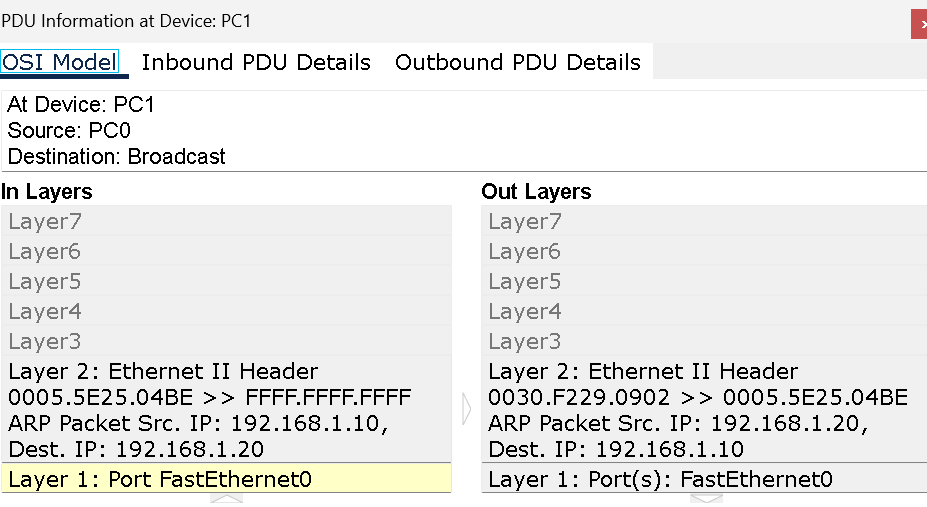 PDU Information at Device: PC1
OSI Model Inbound PDU Details Outbound PDU Details
At Device: PC1
Source: PC0
Destination: Broadcast
In Layers
Layer7
Layer6
Layer5
Layer4
Layer3
Layer 2: Ethernet II Header
0005.5E25.04BE >> FFFF.FFFF.FFFF
ARP Packet Src. IP: 192.168.1.10,
Dest. IP: 192.168.1.20
Layer 1: Port FastEthernet0
Out Layers
Layer7
Layer6
Layer5
Layer4
Layer3
Layer 2: Ethernet II Header
0030.F229.0902 >> 0005.5E25.04BE
ARP Packet Src. IP: 192.168.1.20,
Dest. IP: 192.168.1.10
Layer 1: Port(s): FastEthernet0